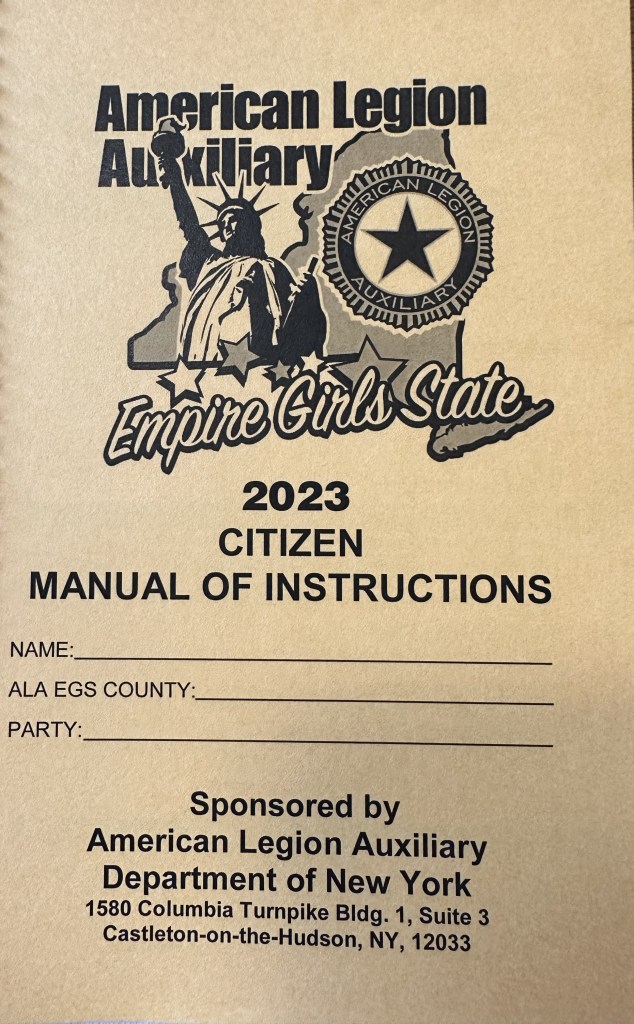 American Legion
Auxiliary
AMERICAN LEGION
AUXILIARY
Empire Girls State
2023
CITIZEN
MANUAL OF INSTRUCTIONS
NAME:
ALA EGS COUNTY:
PARTY:
Sponsored by
American Legion Auxiliary
Department of New York
1580 Columbia Turnpike Bldg. 1, Suite 3
Castleton-on-the-Hudson, NY, 12033